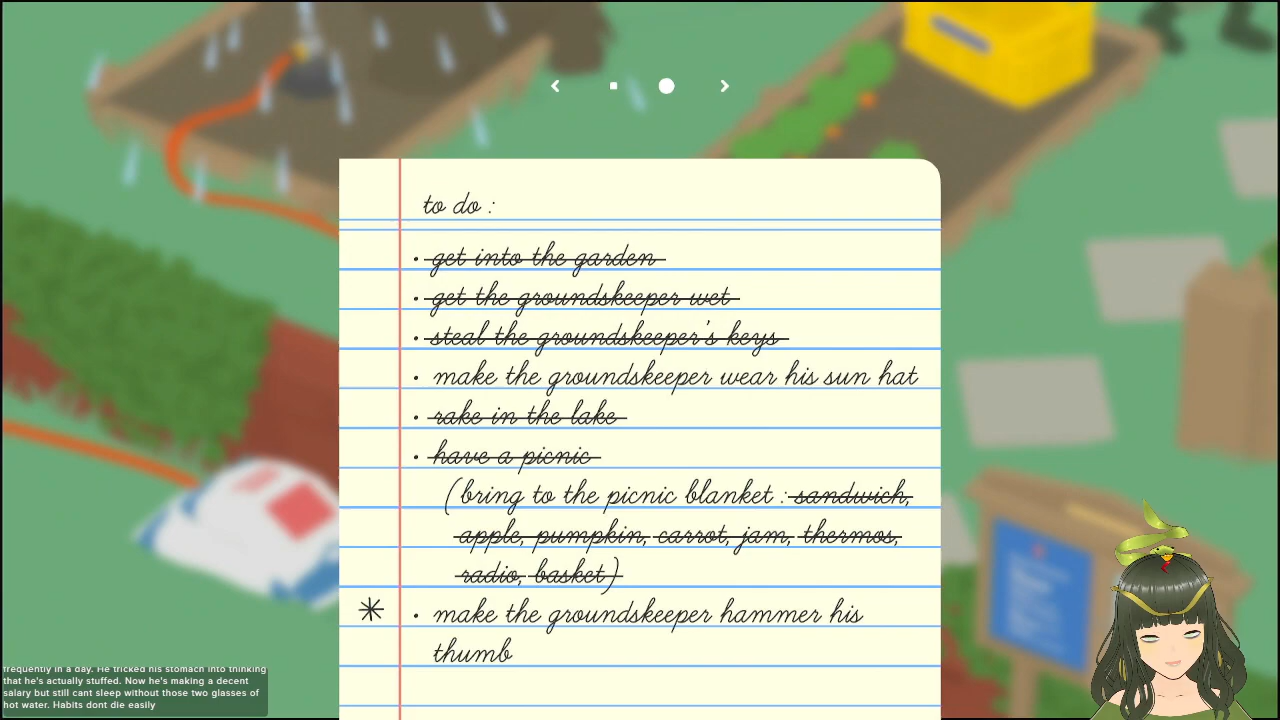 to do :
• get into the garden
• get the groundskeeper wet
• steal the groundskeeper's keys
• make the groundskeeper wear his sun hat
• rake in the lake
• have a picnic
(bring to the picnic blanket : sandwich,
apple, pumpkin, carrot, jam, thermos,
radio, basket)
• make the groundskeeper hammer his
thumb
frequently in a day. He tricked his stomach into thinking
that he's actually stuffed. Now he's making a decent
salary but still cant sleep without those two glasses of
hot water. Habits dont die easily